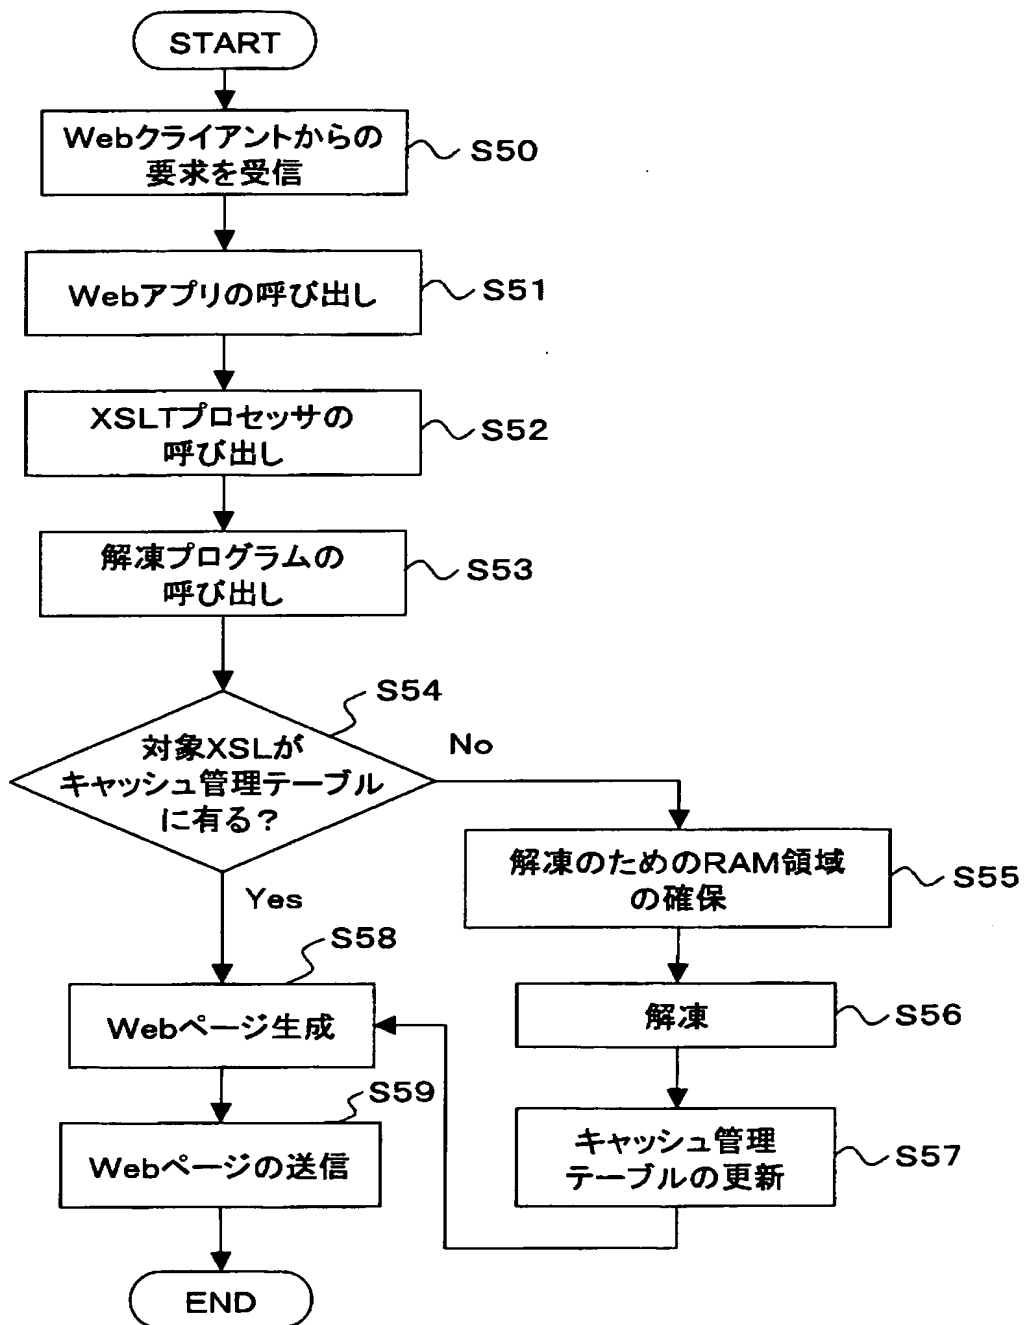 START
Webクライアントからの
要求を受信
S50
Webアプリの呼び出し
S51
XSLTプロセッサの
呼び出し
S52
解凍プログラムの
呼び出し
S53
S54
対象XSLが
キャッシュ管理テーブル
に有る？
No
Yes
解凍のためのRAM領域
の確保
S55
解凍
S56
キャッシュ管理
テーブルの更新
S57
S58
Webページ生成
S59
Webページの送信
END